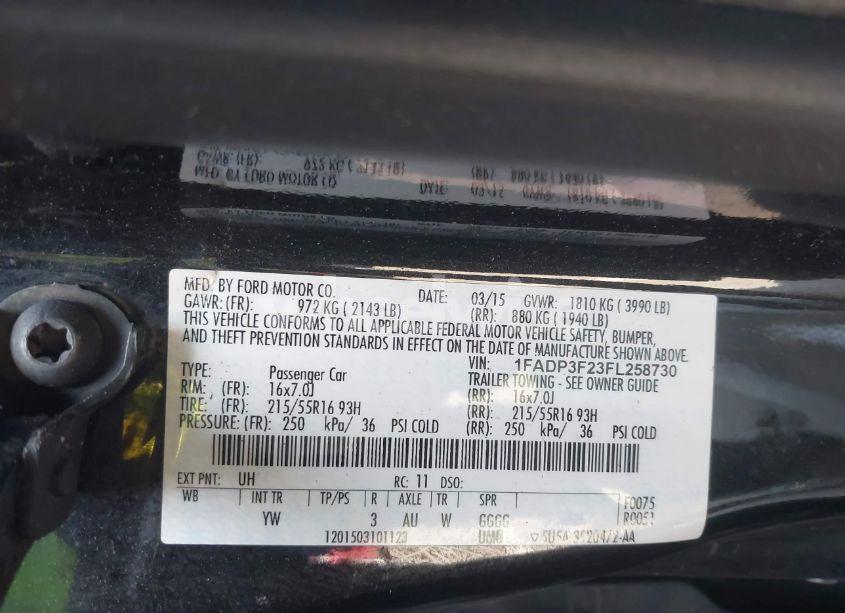 MFD. BY FORD MOTOR CO.
DATE: 03/15 GVWR: 1810 KG ( 3990 LB)
GAWR: (FR): 972 KG ( 2143 LB) (RR): 880 KG ( 1940 LB)
THIS VEHICLE CONFORMS TO ALL APPLICABLE FEDERAL MOTOR VEHICLE SAFETY, BUMPER,
AND THEFT PREVENTION STANDARDS IN EFFECT ON THE DATE OF MANUFACTURE SHOWN ABOVE.
VIN: 1FADP3F23FL258730
TYPE: Passenger Car TRAILER TOWING - SEE OWNER GUIDE
RIM: (FR): 16x7.0J (RR): 16x7.0J
TIRE: (FR): 215/55R16 93H (RR): 215/55R16 93H
PRESSURE: (FR): 250 kPa/ 36 PSI COLD (RR): 250 kPa/ 36 PSI COLD
EXT PNT: UH RC: 11 DSO:
WB INT TR TP/PS R AXLE TR SPR F0075
YW 3 AU W GGGG R0051
1201503101123